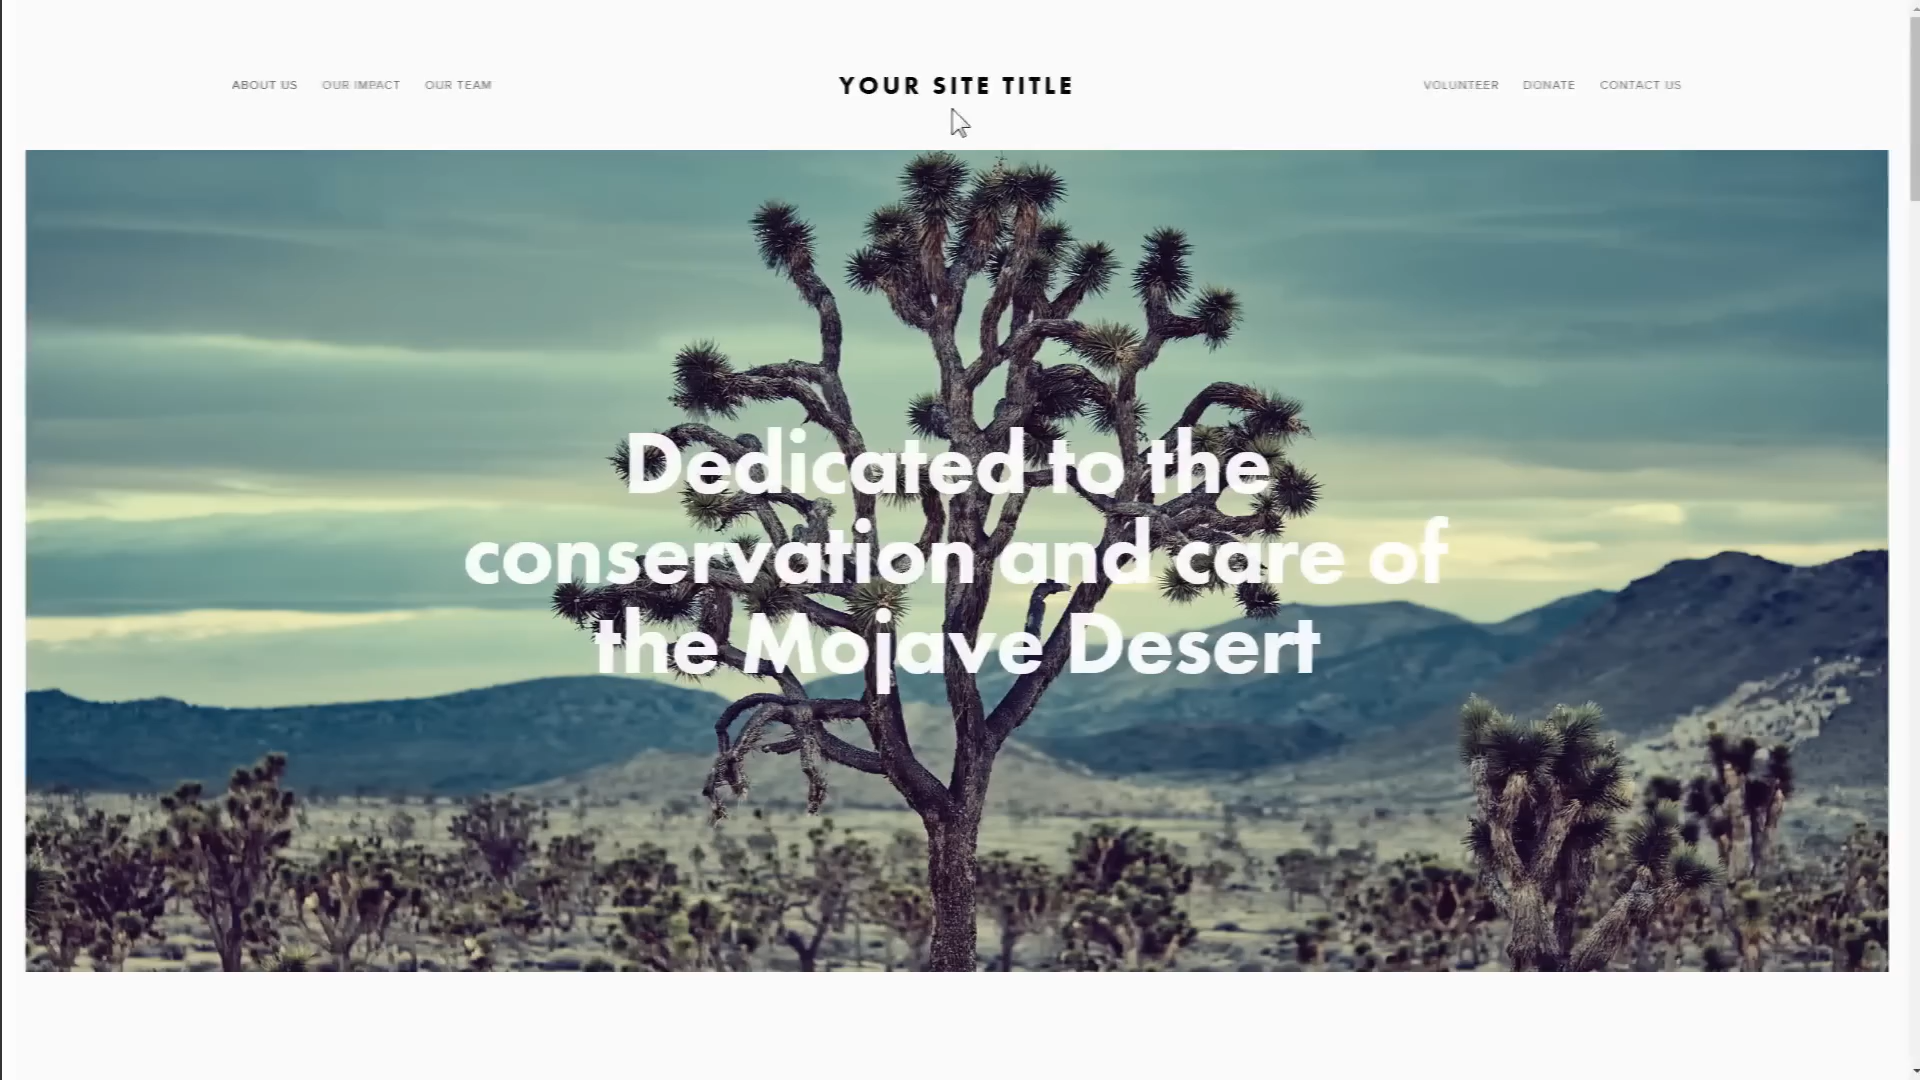 ABOUT US OUR IMPACT OUR TEAM YOUR SITE TITLE VOLUNTEER DONATE CONTACT US
Dedicated to the
conservation and care of
the Mojave Desert